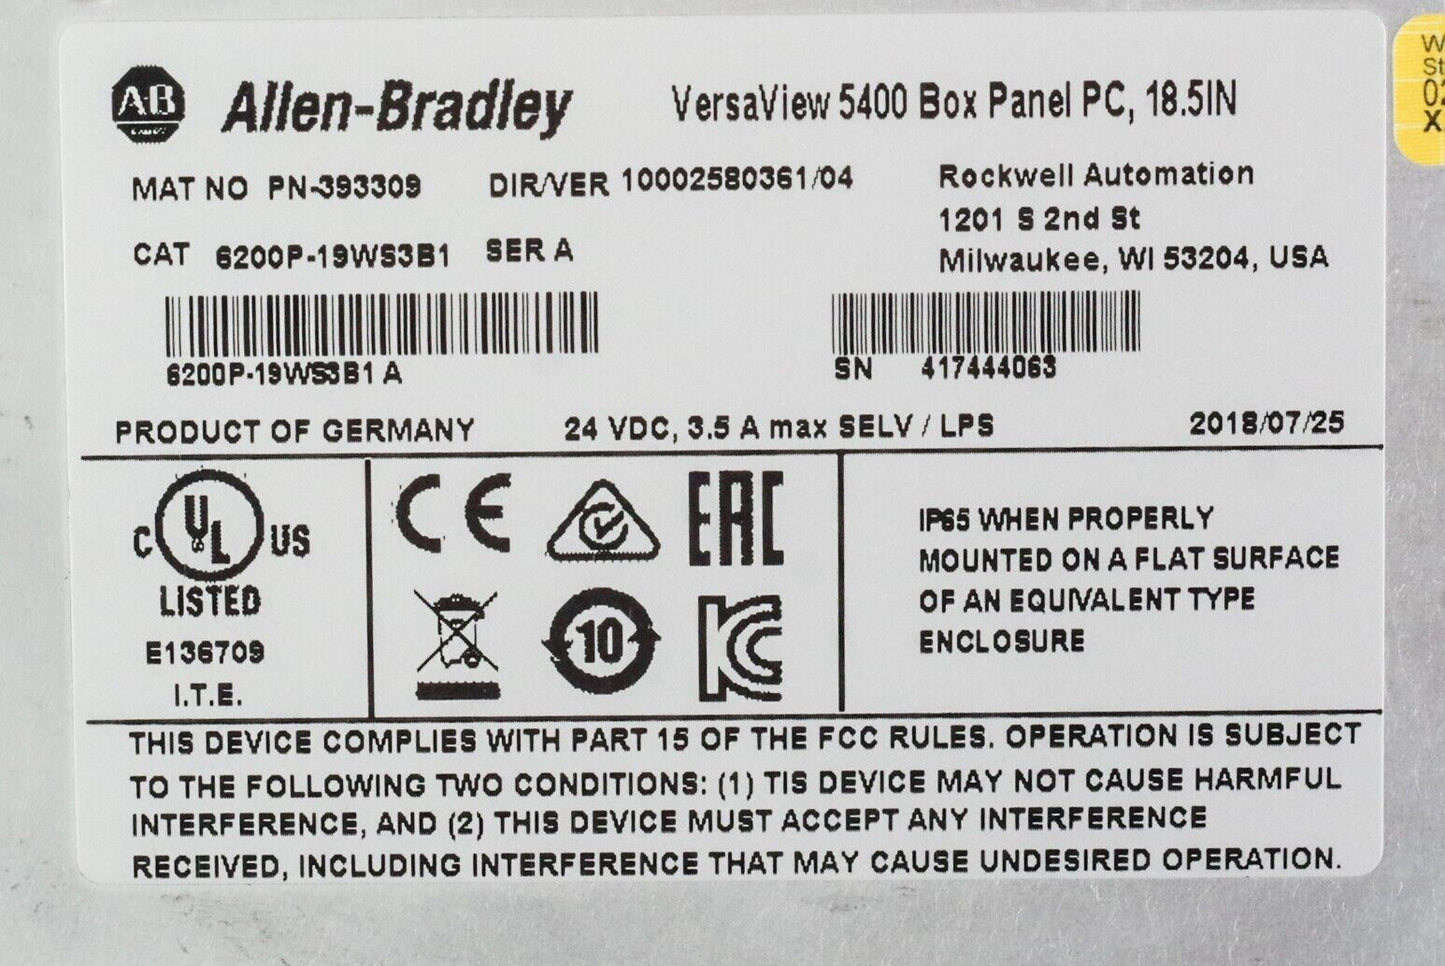 AB
Allen-Bradley
VersaView 5400 Box Panel PC, 18.5IN
MAT NO PN-393309 DIR/VER 10002580361/04
Rockwell Automation
1201 S 2nd St
Milwaukee, WI 53204, USA
CAT 6200P-19WS3B1 SER A
6200P-19WS3B1 A
SN 417444063
PRODUCT OF GERMANY 24 VDC, 3.5 A max SELV / LPS 2018/07/25
C UL US
LISTED
E136709
I.T.E.
CE
EAC
10
KC
IP65 WHEN PROPERLY
MOUNTED ON A FLAT SURFACE
OF AN EQUIVALENT TYPE
ENCLOSURE
THIS DEVICE COMPLIES WITH PART 15 OF THE FCC RULES. OPERATION IS SUBJECT
TO THE FOLLOWING TWO CONDITIONS: (1) TIS DEVICE MAY NOT CAUSE HARMFUL
INTERFERENCE, AND (2) THIS DEVICE MUST ACCEPT ANY INTERFERENCE
RECEIVED, INCLUDING INTERFERENCE THAT MAY CAUSE UNDESIRED OPERATION.